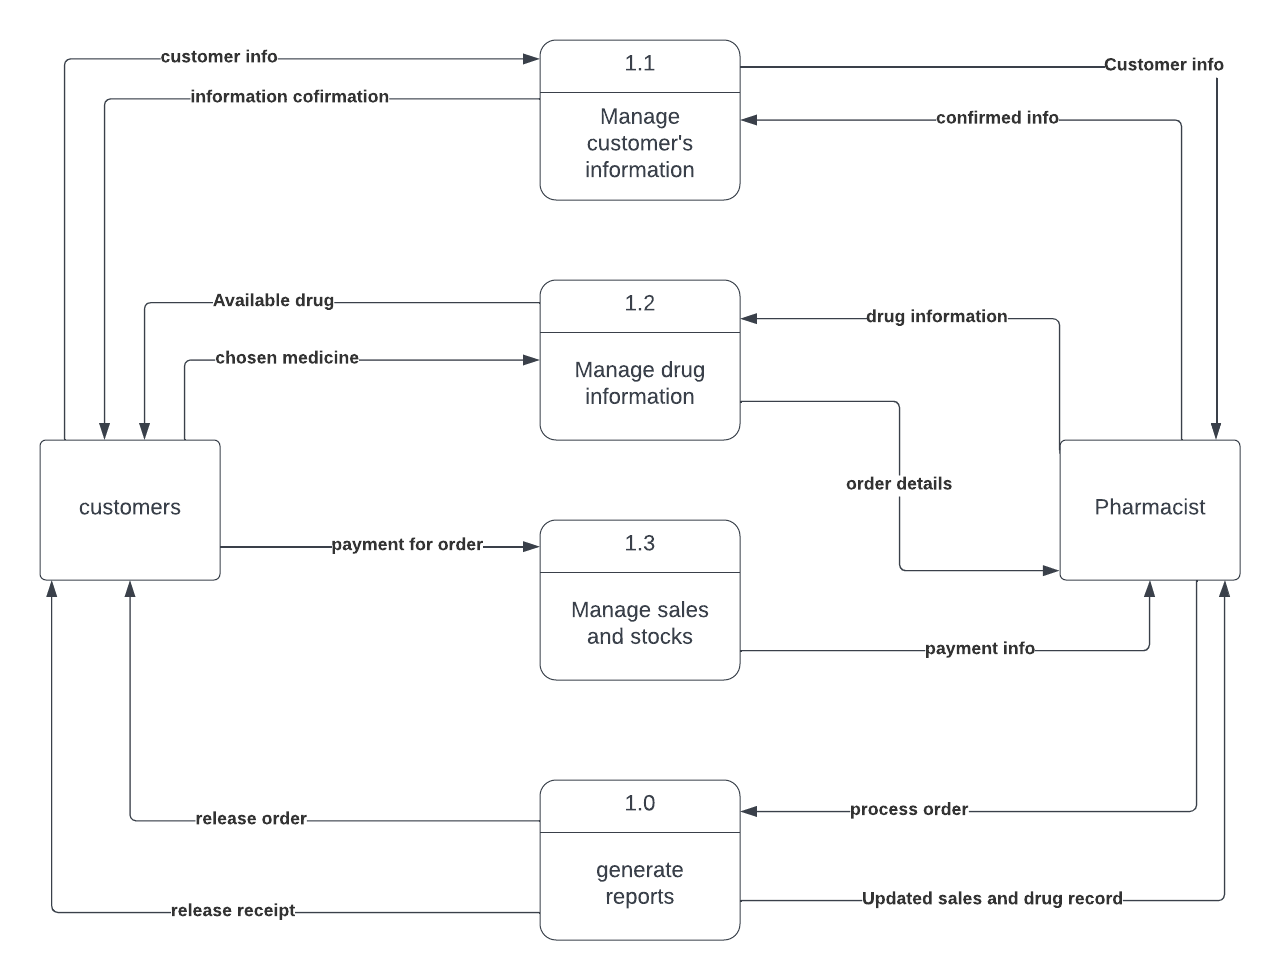 customer info
1.1
Customer info
information cofirmation
Manage
customer's
information
confirmed info
Available drug
1.2
drug information
chosen medicine
Manage drug
information
order details
customers
Pharmacist
payment for order
1.3
Manage sales
and stocks
payment info
release order
1.0
process order
generate
reports
release receipt
Updated sales and drug record